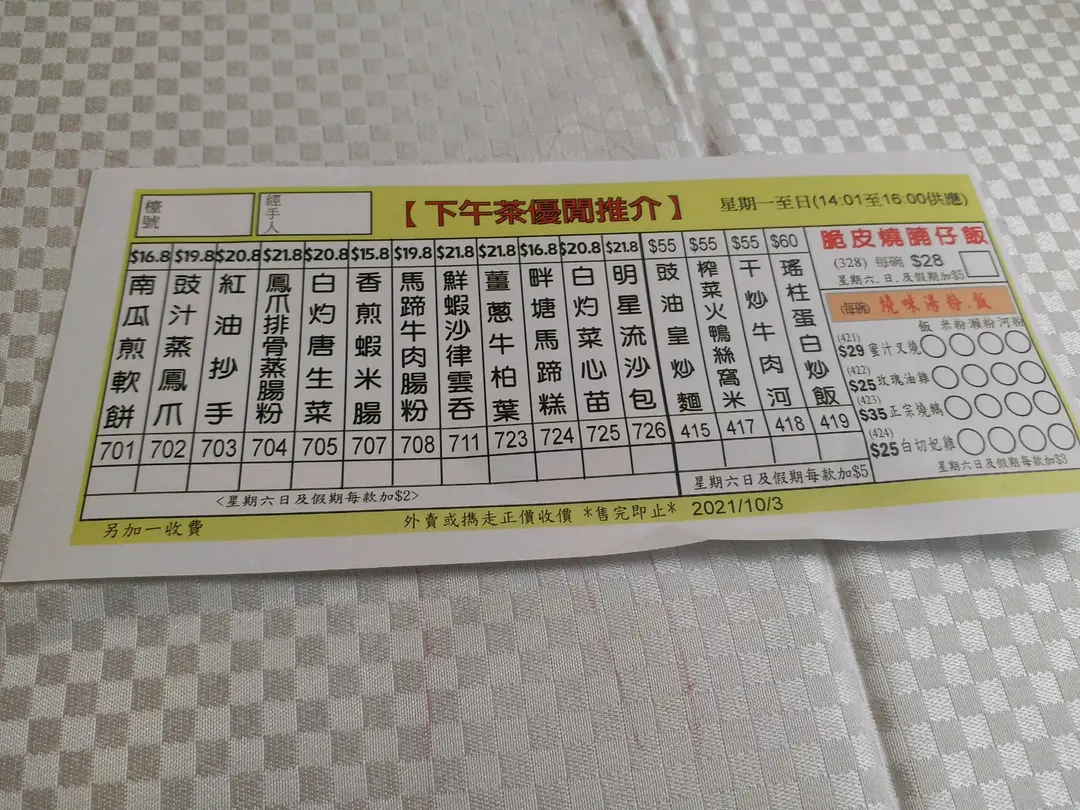 檯號
經手人
【下午茶優閒推介】
星期一至日(14:01至16:00供應)
$16.8 南瓜煎軟餅 701
$19.8 豉汁蒸鳳爪 702
$20.8 紅油抄手 703
$21.8 鳳爪排骨蒸腸粉 704
$20.8 白灼唐生菜 705
$15.8 香煎蝦米腸 707
$19.8 馬蹄牛肉腸粉 708
$21.8 鮮蝦沙律雲吞 711
$21.8 薑蔥牛柏葉 723
$16.8 畔塘馬蹄糕 724
$20.8 白灼菜心苗 725
$21.8 明星流沙包 726
<星期六日及假期每款加$2>
$55 豉油皇炒麵 415
$55 榨菜火鴨絲窩米 417
$55 干炒牛肉河 418
$60 瑤柱蛋白炒飯 419
星期六日及假期每款加$5
脆皮燒腩仔飯
(328) 每碗 $28
星期六、日、及假期加$5
(每碗) 燒味湯粉、飯
飯 米粉 瀨粉 河粉
(421)
$29 蜜汁叉燒
(422)
$25 玫瑰油雞
(423)
$35 正宗燒鵝
(424)
$25 白切妃雞
星期六日及假期每款加$3
另加一收費
外賣或携走正價收價 *售完即止* 2021/10/3